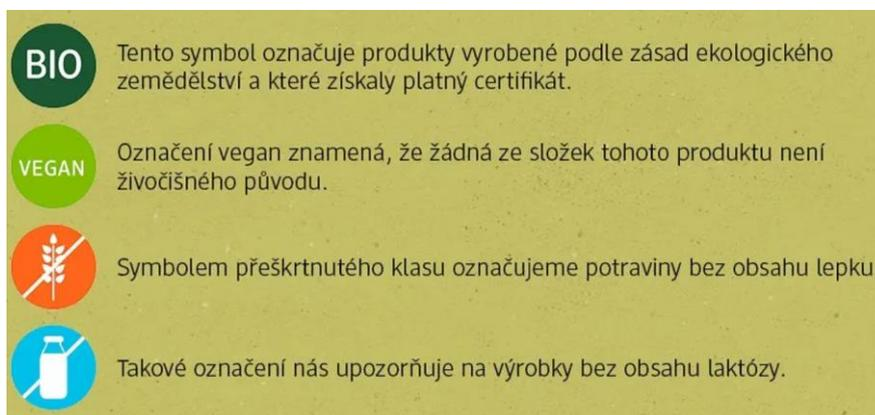 BIO
Tento symbol označuje produkty vyrobené podle zásad ekologického
zemědělství a které získaly platný certifikát.
VEGAN
Označení vegan znamená, že žádná ze složek tohoto produktu není
živočišného původu.
Symbolem přeškrtnutého klasu označujeme potraviny bez obsahu lepku
Takové označení nás upozorňuje na výrobky bez obsahu laktózy.